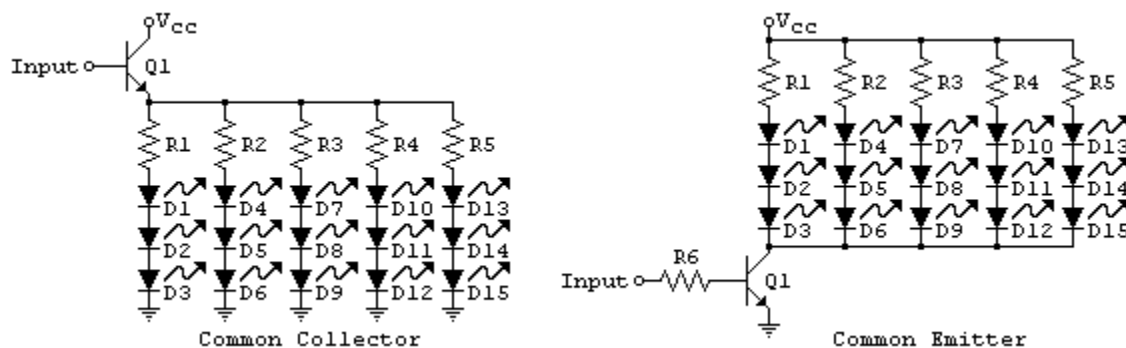 VCC
Input
Q1
R1 R2 R3 R4 R5
D1 D4 D7 D10 D13
D2 D5 D8 D11 D14
D3 D6 D9 D12 D15
Common Collector
VCC
R1 R2 R3 R4 R5
D1 D4 D7 D10 D13
D2 D5 D8 D11 D14
D3 D6 D9 D12 D15
R6
Input
Q1
Common Emitter